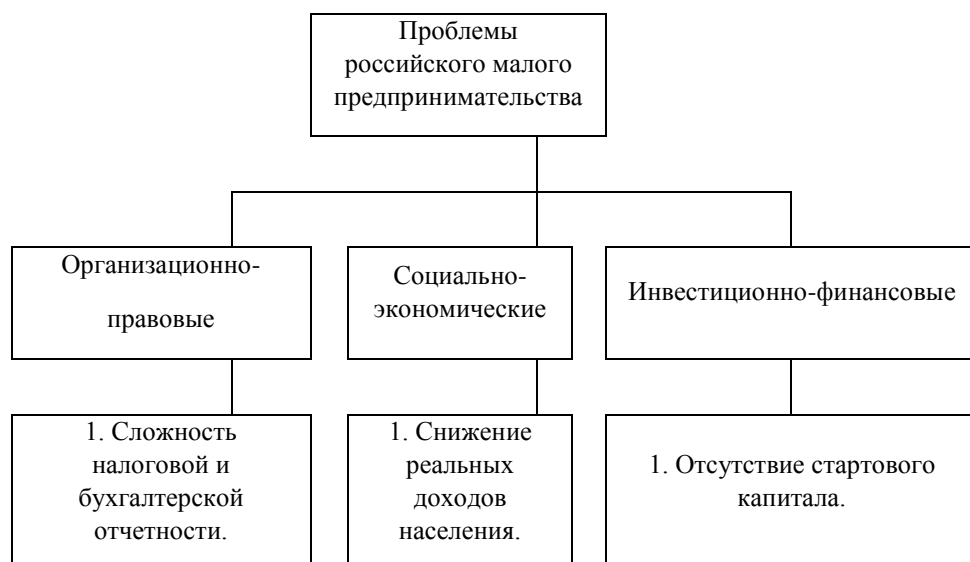 Проблемы
российского малого
предпринимательства
Организационно-
правовые
Социально-
экономические
Инвестиционно-финансовые
1. Сложность
налоговой и
бухгалтерской
отчетности.
1. Снижение
реальных
доходов
населения.
1. Отсутствие стартового
капитала.